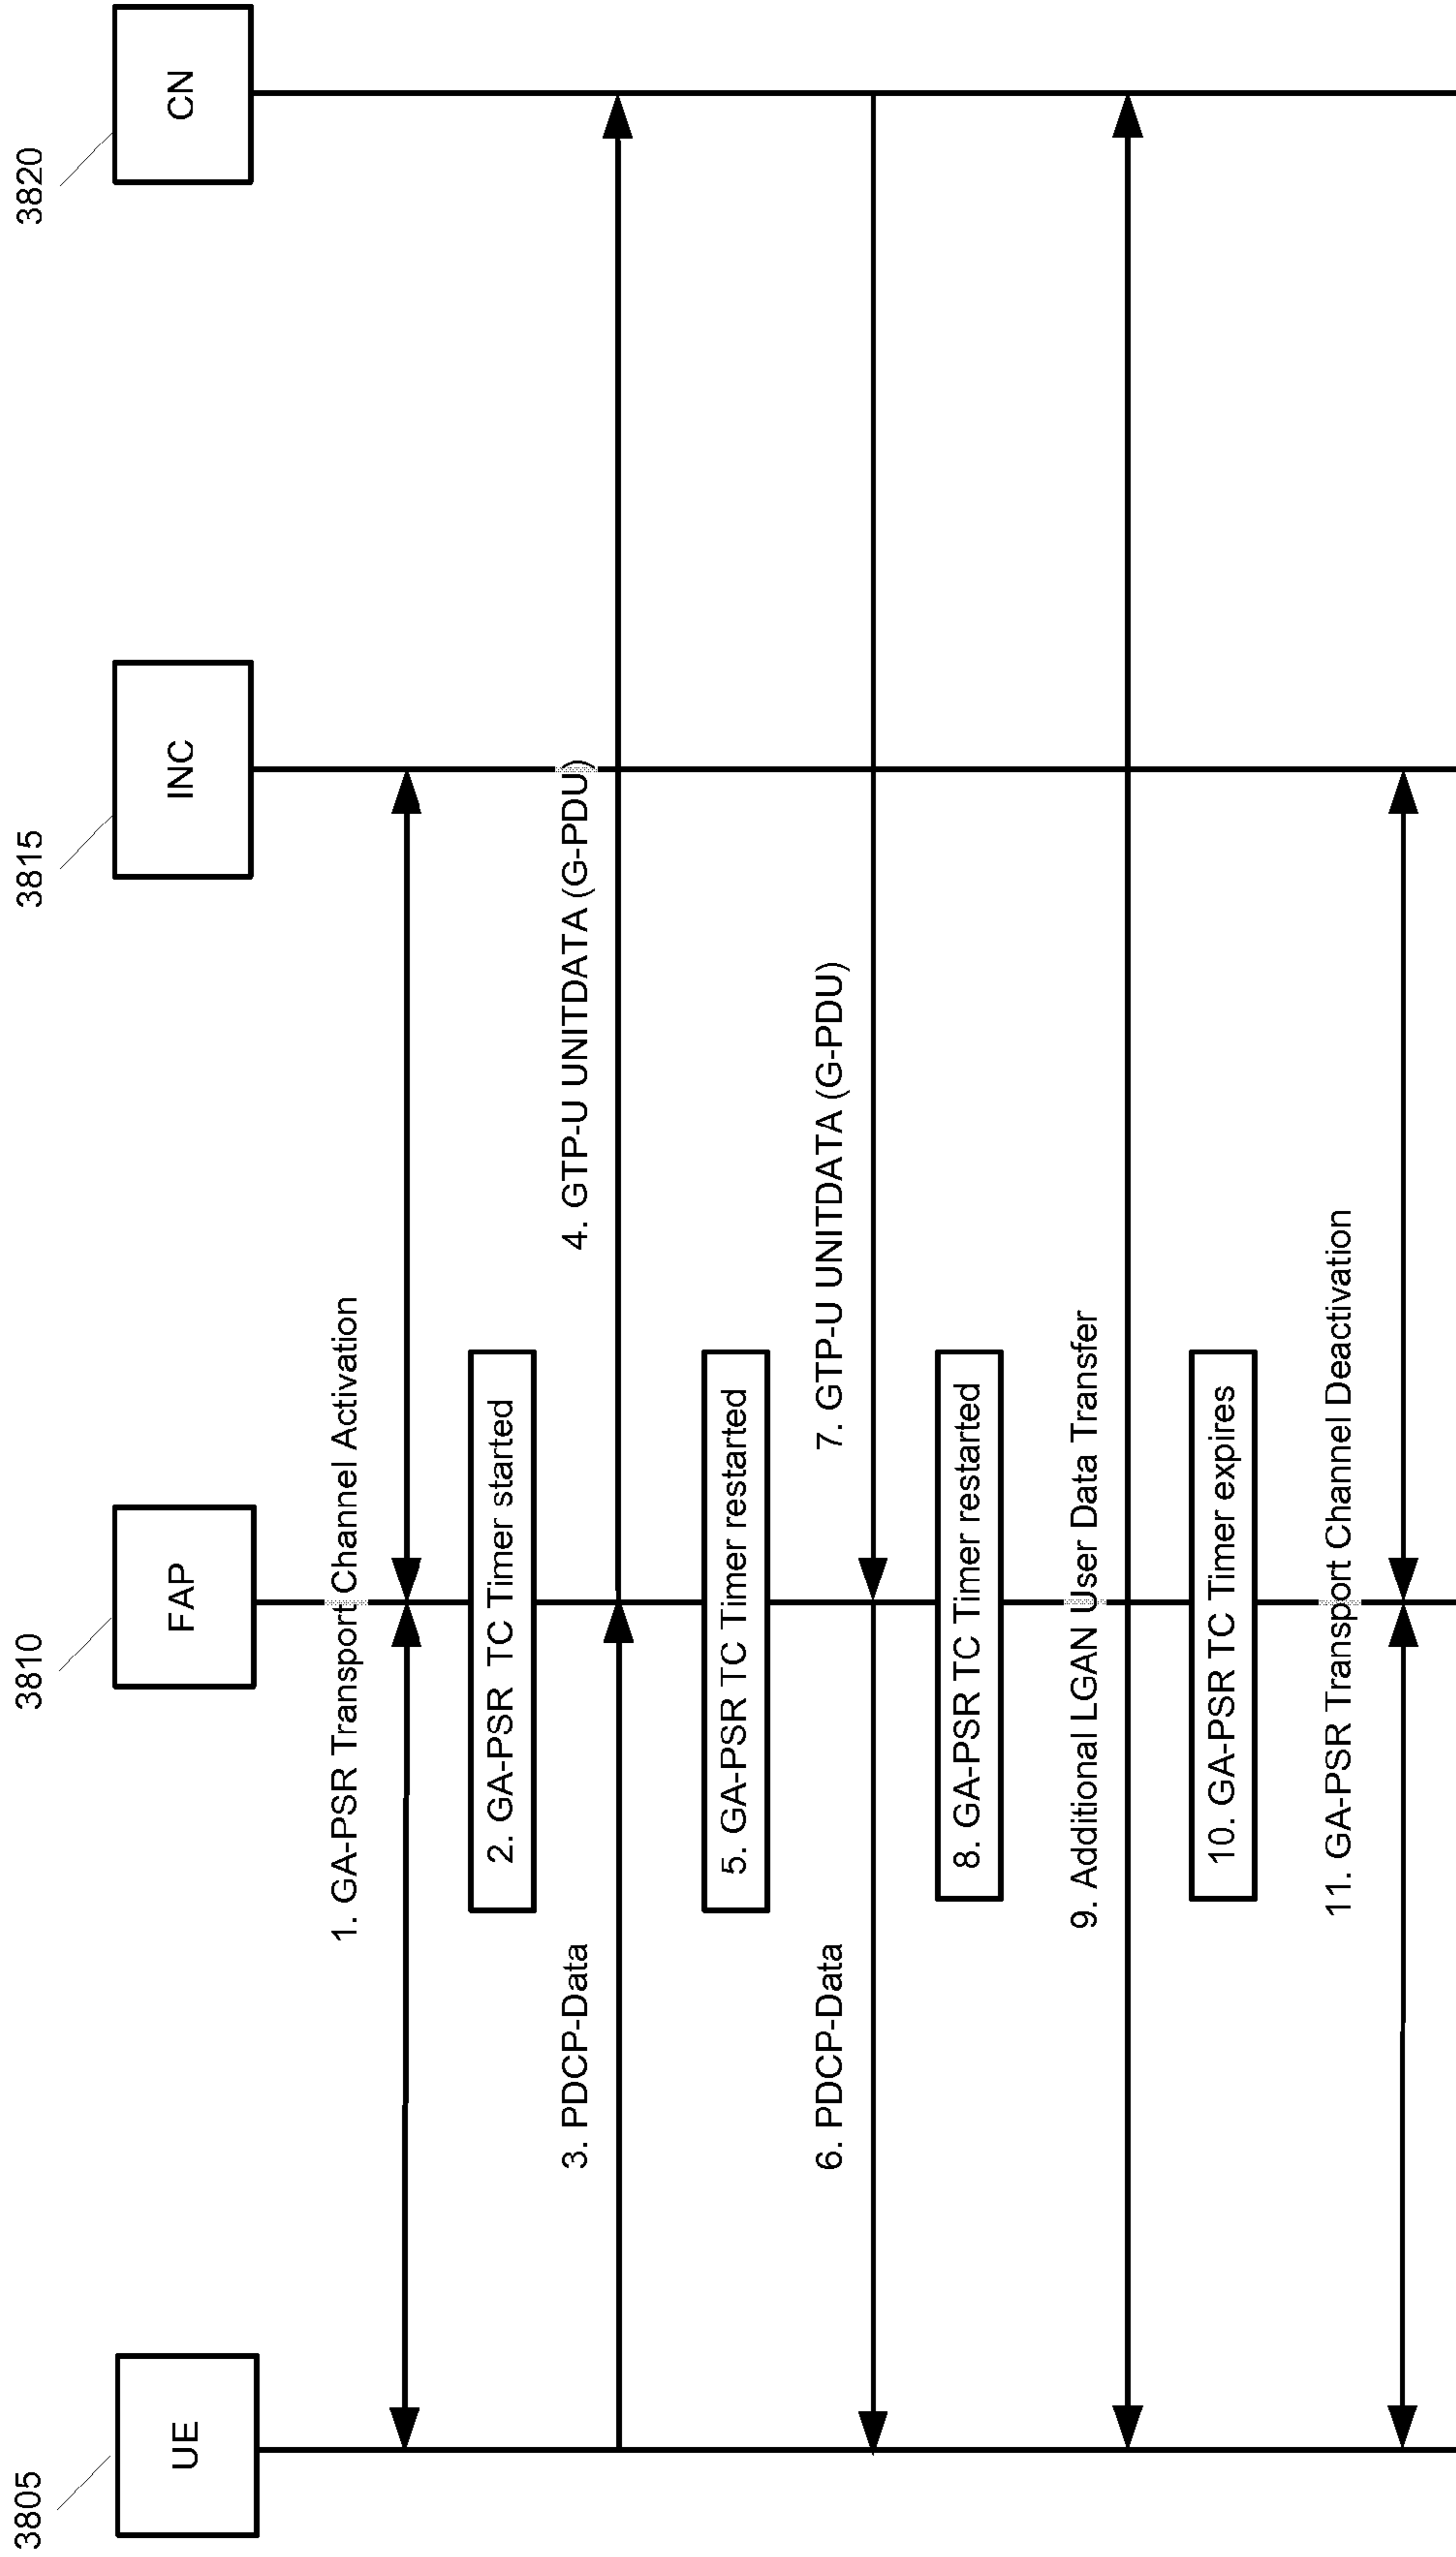 3805
3810
3815
3820
UE
FAP
INC
CN
1. GA-PSR Transport Channel Activation
2. GA-PSR TC Timer started
3. PDCP-Data
4. GTP-U UNITDATA (G-PDU)
5. GA-PSR TC Timer restarted
6. PDCP-Data
7. GTP-U UNITDATA (G-PDU)
8. GA-PSR TC Timer restarted
9. Additional LGAN User Data Transfer
10. GA-PSR TC Timer expires
11. GA-PSR Transport Channel Deactivation